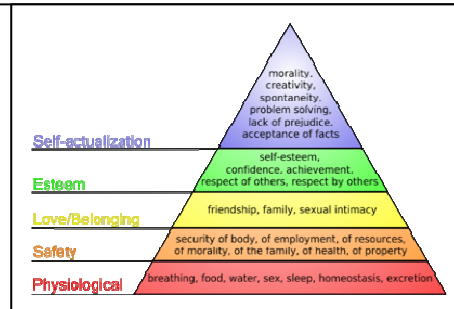 morality,
creativity,
spontaneity,
problem solving,
lack of prejudice,
acceptance of facts
Self-actualization
self-esteem,
confidence, achievement,
respect of others, respect by others
Esteem
friendship, family, sexual intimacy
Love/Belonging
security of body, of employment, of resources,
of morality, of the family, of health, of property
Safety
breathing, food, water, sex, sleep, homeostasis, excretion
Physiological